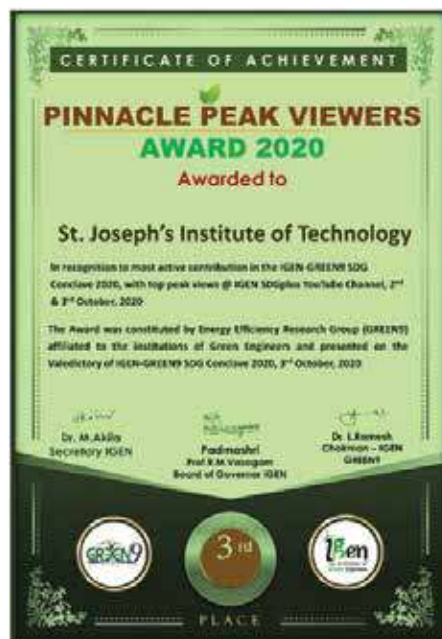 CERTIFICATE OF ACHIEVEMENT
PINNACLE PEAK VIEWERS
AWARD 2020
Awarded to
St. Joseph's Institute of Technology
In recognition to most active contribution in the IGEN-GREEN9 SDG
Conclave 2020, with top peak views @ IGEN SDGplus YouTube Channel, 2nd
& 3rd October, 2020
The Award was constituted by Energy Efficiency Research Group (GREEN9)
affiliated to the institutions of Green Engineers and presented on the
Valedictory of IGEN-GREEN9 SDG Conclave 2020, 3rd October, 2020
Dr. M.Akila
Secretary IGEN
Padmashri
Prof R.M.Vasagam
Board of Governor IGEN
Dr. L.Ramesh
Chairman – IGEN
GREEN9
GREEN9
3rd
Igen
PLACE